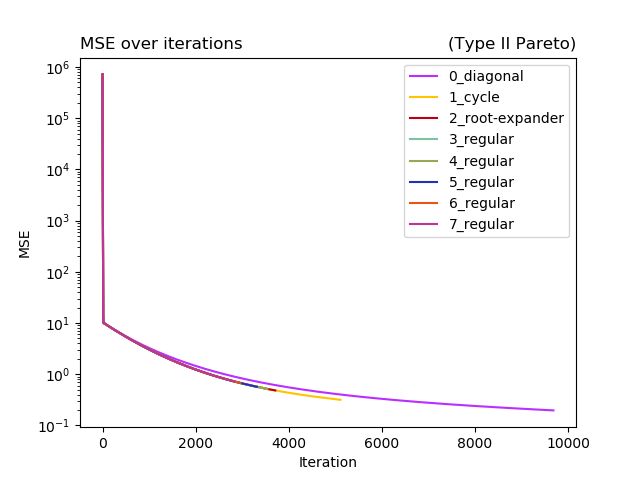 MSE over iterations (Type II Pareto)
10^6
10^5
10^4
10^3
10^2
10^1
10^0
10^−1
MSE
0_diagonal
1_cycle
2_root-expander
3_regular
4_regular
5_regular
6_regular
7_regular
0 2000 4000 6000 8000 10000
Iteration